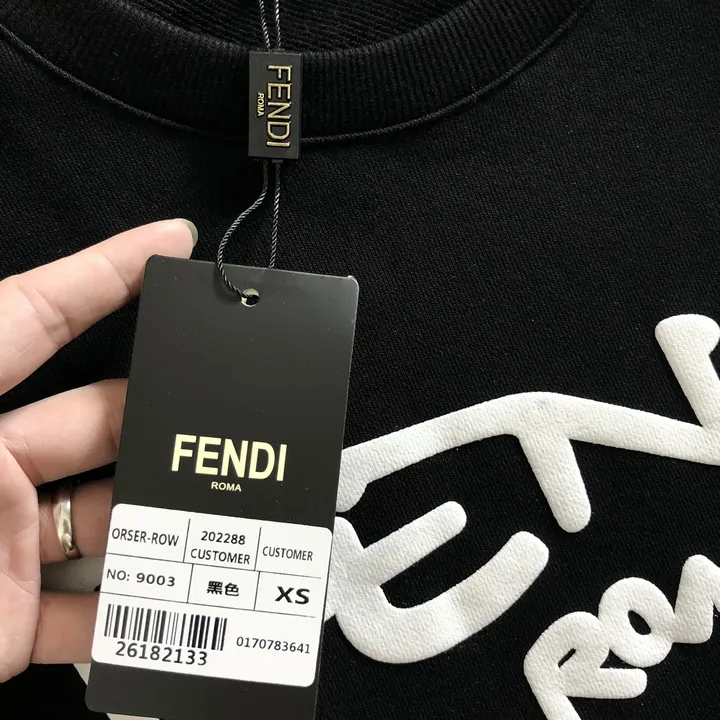 FENDI
ROMA
FENDI
ROMA
ORSER-ROW
202288
CUSTOMER
CUSTOMER
NO: 9003
黑色
XS
26182133
0170783641